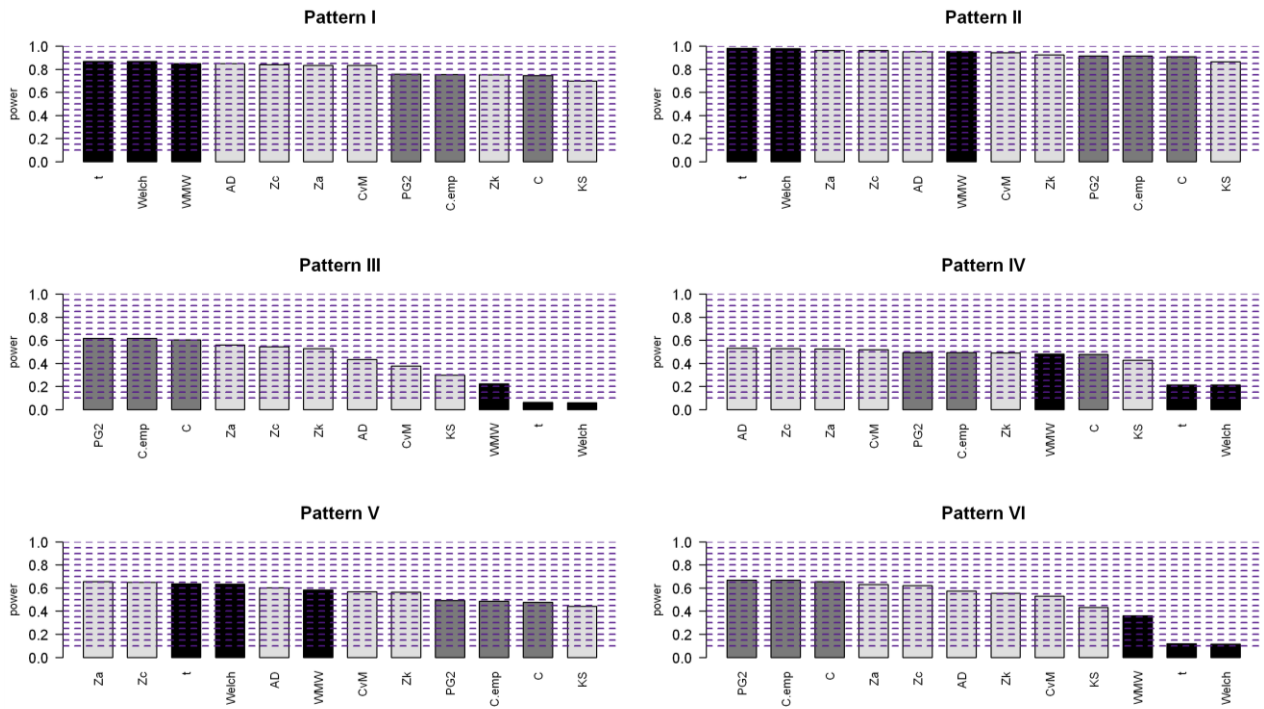 Pattern I
1.0
0.8
0.6
0.4
0.2
0.0
power
t
Welch
WMW
AD
Zc
Za
CvM
PG2
C.emp
Zk
C
KS
Pattern II
1.0
0.8
0.6
0.4
0.2
0.0
power
t
Welch
Za
Zc
AD
WMW
CvM
Zk
PG2
C.emp
C
KS
Pattern III
1.0
0.8
0.6
0.4
0.2
0.0
power
PG2
C.emp
C
Za
Zc
Zk
AD
CvM
KS
WMW
t
Welch
Pattern IV
1.0
0.8
0.6
0.4
0.2
0.0
power
AD
Zc
Za
CvM
PG2
C.emp
Zk
WMW
C
KS
t
Welch
Pattern V
1.0
0.8
0.6
0.4
0.2
0.0
power
Za
Zc
t
Welch
AD
WMW
CvM
Zk
PG2
C.emp
C
KS
Pattern VI
1.0
0.8
0.6
0.4
0.2
0.0
power
PG2
C.emp
C
Za
Zc
AD
Zk
CvM
KS
WMW
t
Welch